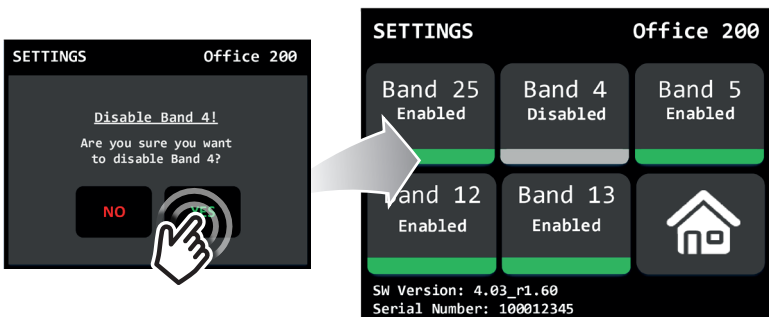 SETTINGS Office 200
Disable Band 4!
Are you sure you want
to disable Band 4?
NO YES
SETTINGS Office 200
Band 25 Band 4 Band 5
Enabled Disabled Enabled
Band 12 Band 13
Enabled Enabled
SW Version: 4.03_r1.60
Serial Number: 100012345